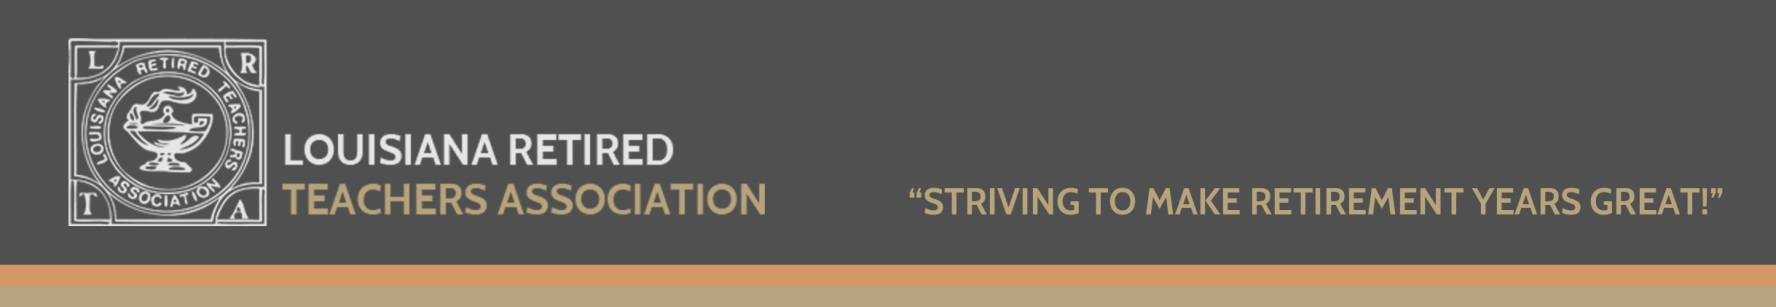 L R
LOUISIANA RETIRED TEACHERS
ASSOCIATION
T A
LOUISIANA RETIRED
TEACHERS ASSOCIATION
“STRIVING TO MAKE RETIREMENT YEARS GREAT!”